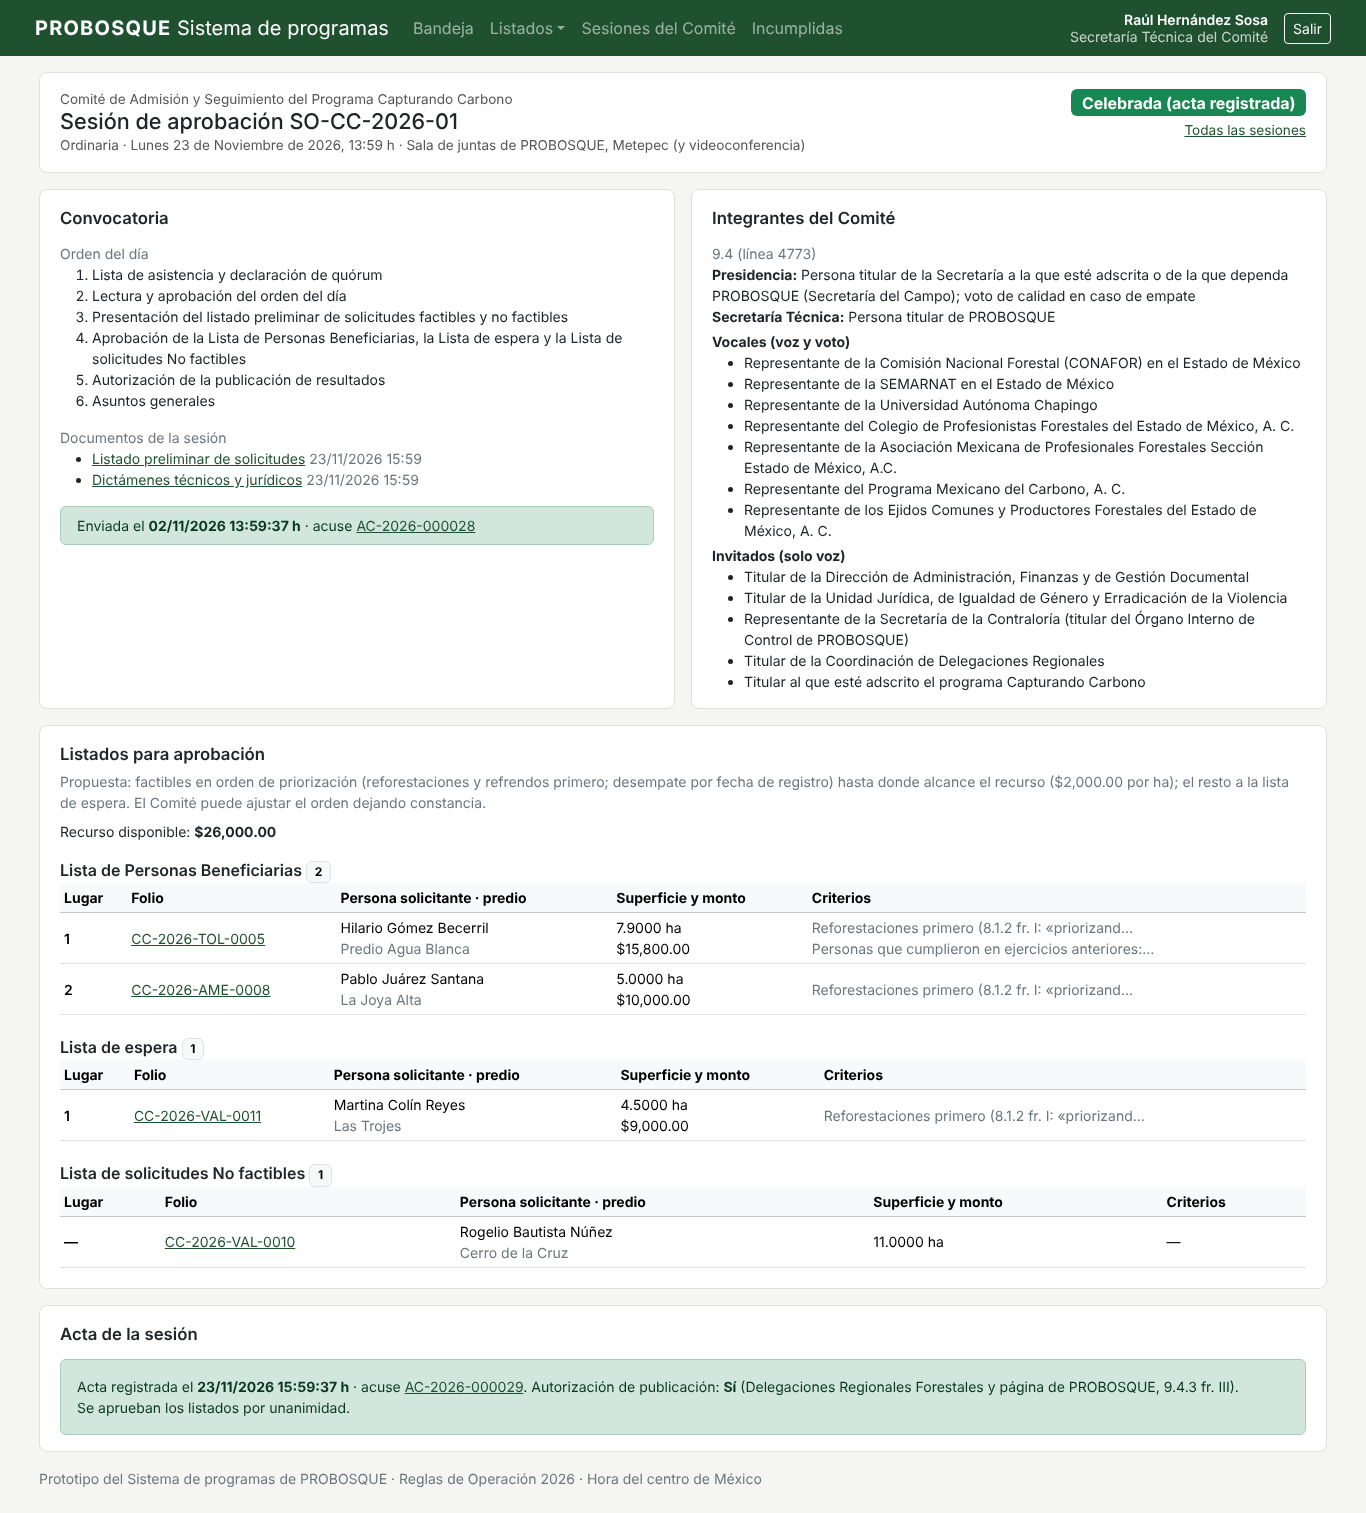 PROBOSQUE Sistema de programas Bandeja Listados Sesiones del Comité Incumplidas
Raúl Hernández Sosa
Secretaría Técnica del Comité
Salir
Comité de Admisión y Seguimiento del Programa Capturando Carbono
Sesión de aprobación SO-CC-2026-01
Ordinaria · Lunes 23 de Noviembre de 2026, 13:59 h · Sala de juntas de PROBOSQUE, Metepec (y videoconferencia)
Celebrada (acta registrada)
Todas las sesiones
Convocatoria
Orden del día
1. Lista de asistencia y declaración de quórum
2. Lectura y aprobación del orden del día
3. Presentación del listado preliminar de solicitudes factibles y no factibles
4. Aprobación de la Lista de Personas Beneficiarias, la Lista de espera y la Lista de
solicitudes No factibles
5. Autorización de la publicación de resultados
6. Asuntos generales
Documentos de la sesión
• Listado preliminar de solicitudes 23/11/2026 15:59
• Dictámenes técnicos y jurídicos 23/11/2026 15:59
Enviada el 02/11/2026 13:59:37 h · acuse AC-2026-000028
Integrantes del Comité
9.4 (línea 4773)
Presidencia: Persona titular de la Secretaría a la que esté adscrita o de la que dependa
PROBOSQUE (Secretaría del Campo); voto de calidad en caso de empate
Secretaría Técnica: Persona titular de PROBOSQUE
Vocales (voz y voto)
• Representante de la Comisión Nacional Forestal (CONAFOR) en el Estado de México
• Representante de la SEMARNAT en el Estado de México
• Representante de la Universidad Autónoma Chapingo
• Representante del Colegio de Profesionistas Forestales del Estado de México, A. C.
• Representante de la Asociación Mexicana de Profesionales Forestales Sección
Estado de México, A.C.
• Representante del Programa Mexicano del Carbono, A. C.
• Representante de los Ejidos Comunes y Productores Forestales del Estado de
México, A. C.
Invitados (solo voz)
• Titular de la Dirección de Administración, Finanzas y de Gestión Documental
• Titular de la Unidad Jurídica, de Igualdad de Género y Erradicación de la Violencia
• Representante de la Secretaría de la Contraloría (titular del Órgano Interno de
Control de PROBOSQUE)
• Titular de la Coordinación de Delegaciones Regionales
• Titular al que esté adscrito el programa Capturando Carbono
Listados para aprobación
Propuesta: factibles en orden de priorización (reforestaciones y refrendos primero; desempate por fecha de registro) hasta donde alcance el recurso ($2,000.00 por ha); el resto a la lista
de espera. El Comité puede ajustar el orden dejando constancia.
Recurso disponible: $26,000.00
Lista de Personas Beneficiarias 2
Lugar Folio Persona solicitante · predio Superficie y monto Criterios
1 CC-2026-TOL-0005 Hilario Gómez Becerril 7.9000 ha Reforestaciones primero (8.1.2 fr. I: «priorizand...
Predio Agua Blanca $15,800.00 Personas que cumplieron en ejercicios anteriores:...
2 CC-2026-AME-0008 Pablo Juárez Santana 5.0000 ha Reforestaciones primero (8.1.2 fr. I: «priorizand...
La Joya Alta $10,000.00
Lista de espera 1
Lugar Folio Persona solicitante · predio Superficie y monto Criterios
1 CC-2026-VAL-0011 Martina Colín Reyes 4.5000 ha Reforestaciones primero (8.1.2 fr. I: «priorizand...
Las Trojes $9,000.00
Lista de solicitudes No factibles 1
Lugar Folio Persona solicitante · predio Superficie y monto Criterios
— CC-2026-VAL-0010 Rogelio Bautista Núñez 11.0000 ha —
Cerro de la Cruz
Acta de la sesión
Acta registrada el 23/11/2026 15:59:37 h · acuse AC-2026-000029. Autorización de publicación: Sí (Delegaciones Regionales Forestales y página de PROBOSQUE, 9.4.3 fr. III).
Se aprueban los listados por unanimidad.
Prototipo del Sistema de programas de PROBOSQUE · Reglas de Operación 2026 · Hora del centro de México